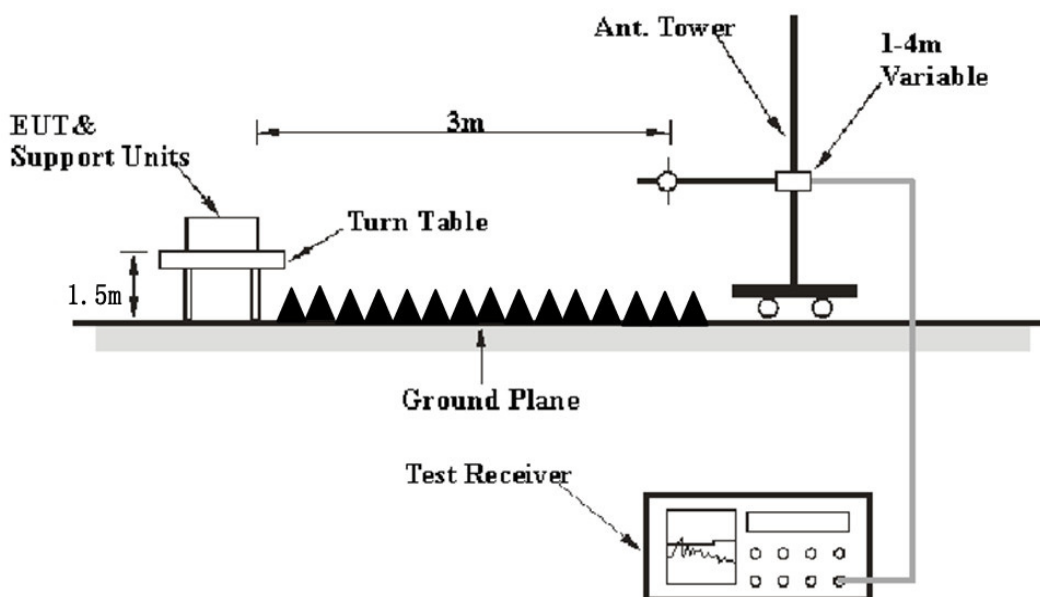 Ant. Tower
1-4m
Variable
3m
EUT&
Support Units
Turn Table
1.5m
Ground Plane
Test Receiver